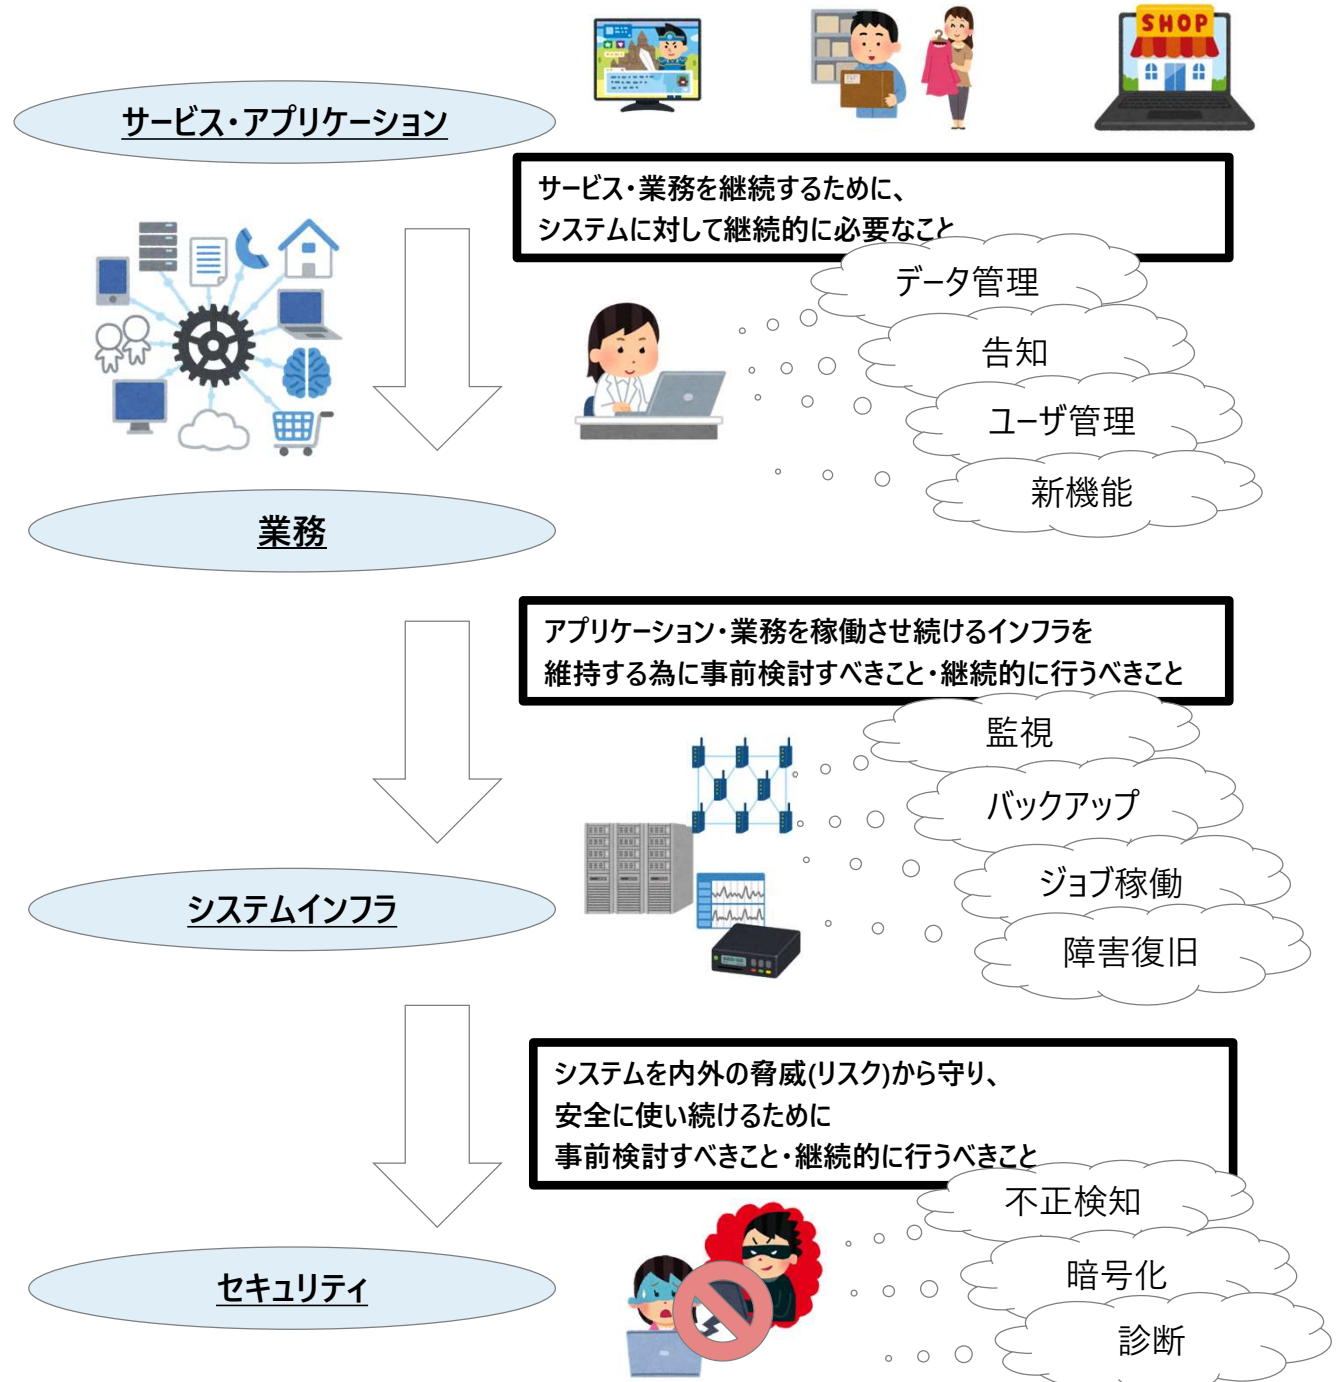 SHOP
サービス・アプリケーション
サービス・業務を継続するために、
システムに対して継続的に必要なこと
データ管理
告知
ユーザ管理
新機能
業務
アプリケーション・業務を稼働させ続けるインフラを
維持する為に事前検討すべきこと・継続的に行うべきこと
監視
バックアップ
ジョブ稼働
障害復旧
システムインフラ
システムを内外の脅威(リスク)から守り、
安全に使い続けるために
事前検討すべきこと・継続的に行うべきこと
不正検知
暗号化
診断
セキュリティ